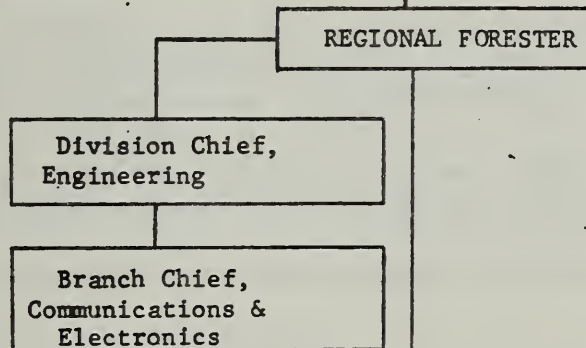 REGIONAL FORESTER
Division Chief,
Engineering
Branch Chief,
Communications &
Electronics